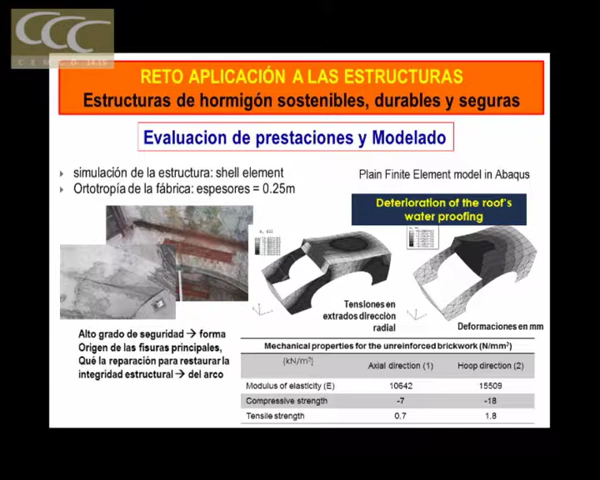 CCC
C E M C O 14.15
RETO APLICACIÓN A LAS ESTRUCTURAS
Estructuras de hormigón sostenibles, durables y seguras
Evaluacion de prestaciones y Modelado
simulación de la estructura: shell element
Ortotropía de la fábrica: espesores = 0.25m
Plain Finite Element model in Abaqus
Deterioration of the roof's
water proofing
Tensiones en
extrados dirección
radial
Deformaciones en mm
Alto grado de seguridad → forma
Origen de las fisuras principales,
Qué la reparación para restaurar la
integridad estructural → del arco
Mechanical properties for the unreinforced brickwork (N/mm²)
(kN/m³) Axial direction (1) Hoop direction (2)
Modulus of elasticity (E) 10642 15509
Compressive strength -7 -18
Tensile strength 0.7 1.8